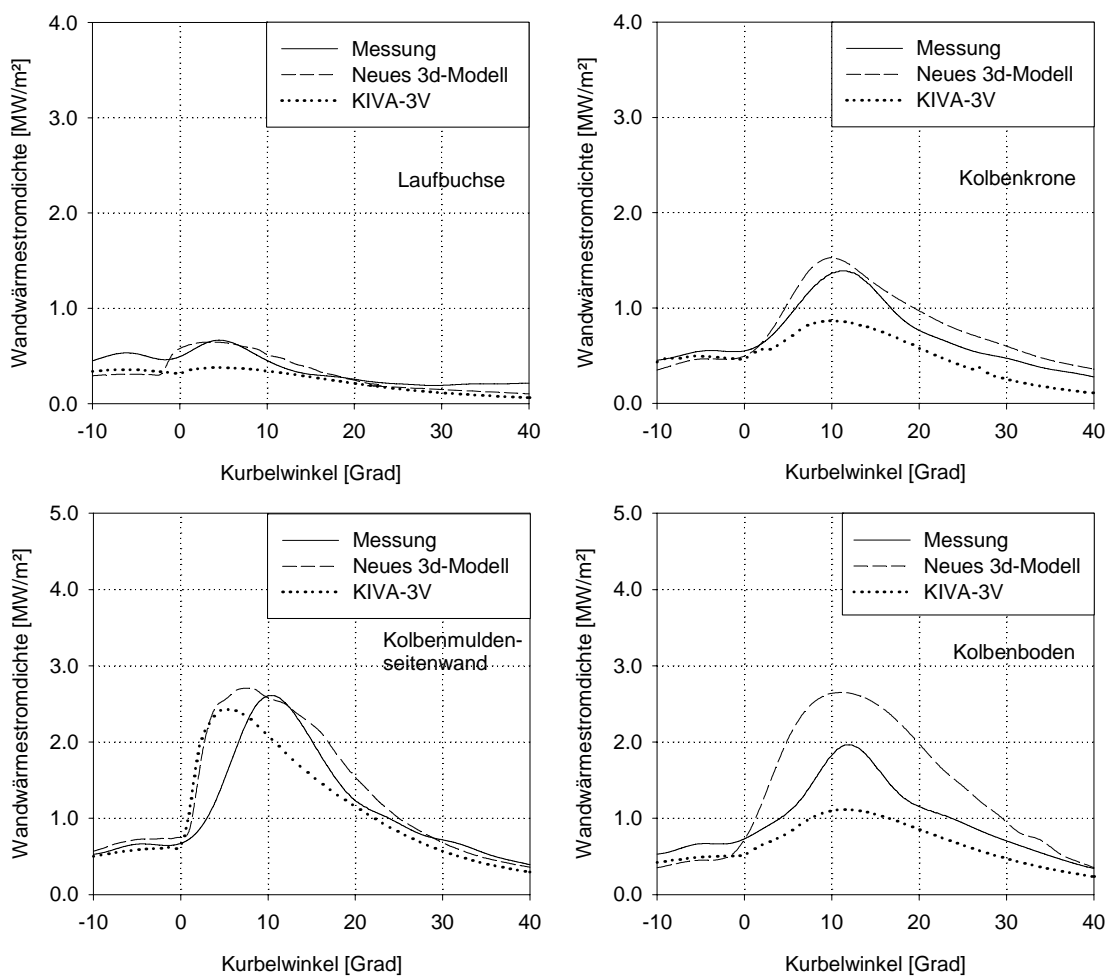 Wandwärmestromdichte [MW/m²]
4.0
3.0
2.0
1.0
0.0
Messung
Neues 3d-Modell
KIVA-3V
Laufbuchse
-10 0 10 20 30 40
Kurbelwinkel [Grad]
Wandwärmestromdichte [MW/m²]
4.0
3.0
2.0
1.0
0.0
Messung
Neues 3d-Modell
KIVA-3V
Kolbenkrone
-10 0 10 20 30 40
Kurbelwinkel [Grad]
Wandwärmestromdichte [MW/m²]
5.0
4.0
3.0
2.0
1.0
0.0
Messung
Neues 3d-Modell
KIVA-3V
Kolbenmulden-
seitenwand
-10 0 10 20 30 40
Kurbelwinkel [Grad]
Wandwärmestromdichte [MW/m²]
5.0
4.0
3.0
2.0
1.0
0.0
Messung
Neues 3d-Modell
KIVA-3V
Kolbenboden
-10 0 10 20 30 40
Kurbelwinkel [Grad]